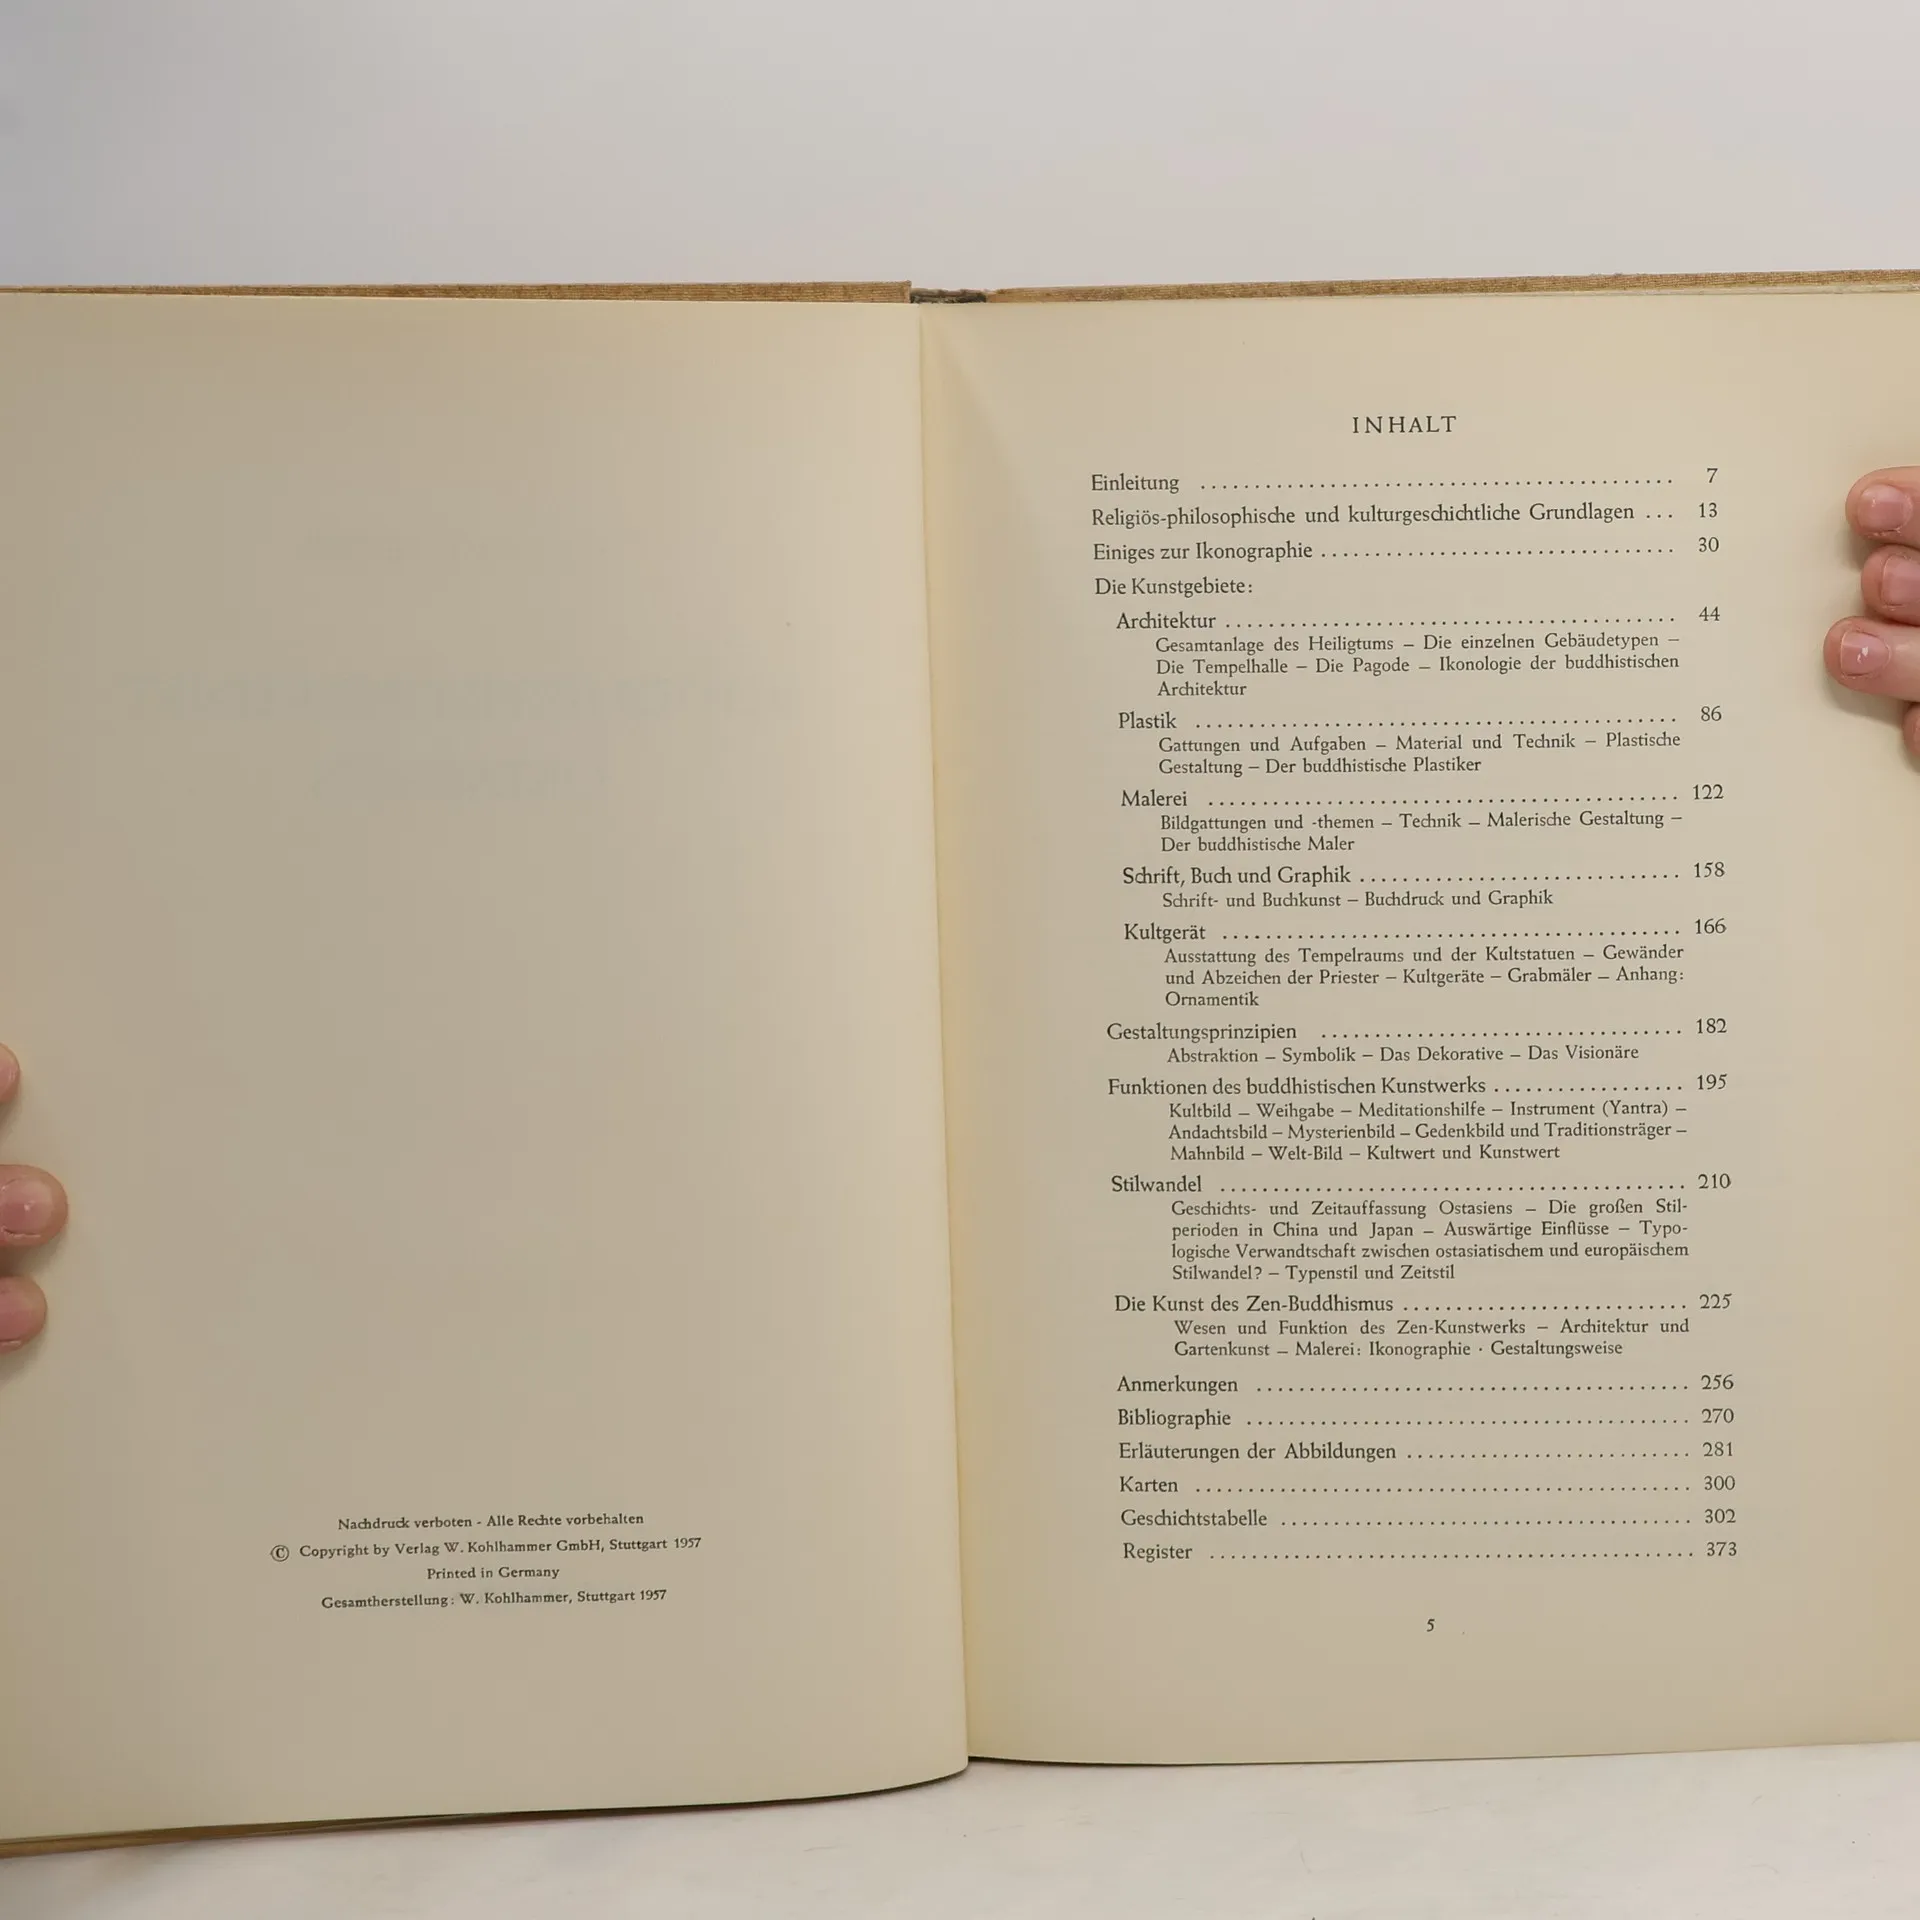 Nachdruck verboten - Alle Rechte vorbehalten
© Copyright by Verlag W. Kohlhammer GmbH, Stuttgart 1957
Printed in Germany
Gesamtherstellung: W. Kohlhammer, Stuttgart 1957
INHALT
Einleitung ........................................ 7
Religiös-philosophische und kulturgeschichtliche Grundlagen ... 13
Einiges zur Ikonographie ................................. 30
Die Kunstgebiete:
Architektur .......................................... 44
Gesamtanlage des Heiligtums – Die einzelnen Gebäudetypen –
Die Tempelhalle – Die Pagode – Ikonologie der buddhistischen
Architektur
Plastik ............................................. 86
Gattungen und Aufgaben – Material und Technik – Plastische
Gestaltung – Der buddhistische Plastiker
Malerei ............................................ 122
Bildgattungen und -themen – Technik – Malerische Gestaltung –
Der buddhistische Maler
Schrift, Buch und Graphik .............................. 158
Schrift- und Buchkunst – Buchdruck und Graphik
Kultgerät ........................................... 166
Ausstattung des Tempelraums und der Kultstatuen – Gewänder
und Abzeichen der Priester – Kultgeräte – Grabmäler – Anhang:
Ornamentik
Gestaltungsprinzipien .................................. 182
Abstraktion – Symbolik – Das Dekorative – Das Visionäre
Funktionen des buddhistischen Kunstwerks .................. 195
Kultbild – Weihgabe – Meditationshilfe – Instrument (Yantra) –
Andachtsbild – Mysterienbild – Gedenkbild und Traditionsträger –
Mahnbild – Welt-Bild – Kultwert und Kunstwert
Stilwandel ............................................ 210
Geschichts- und Zeitauffassung Ostasiens – Die großen Stil-
perioden in China und Japan – Auswärtige Einflüsse – Typo-
logische Verwandtschaft zwischen ostasiatischem und europäischem
Stilwandel? – Typenstil und Zeitstil
Die Kunst des Zen-Buddhismus ........................... 225
Wesen und Funktion des Zen-Kunstwerks – Architektur und
Gartenkunst – Malerei: Ikonographie · Gestaltungsweise
Anmerkungen ......................................... 256
Bibliographie .......................................... 270
Erläuterungen der Abbildungen ........................... 281
Karten ............................................... 300
Geschichtstabelle ....................................... 302
Register .............................................. 373
5